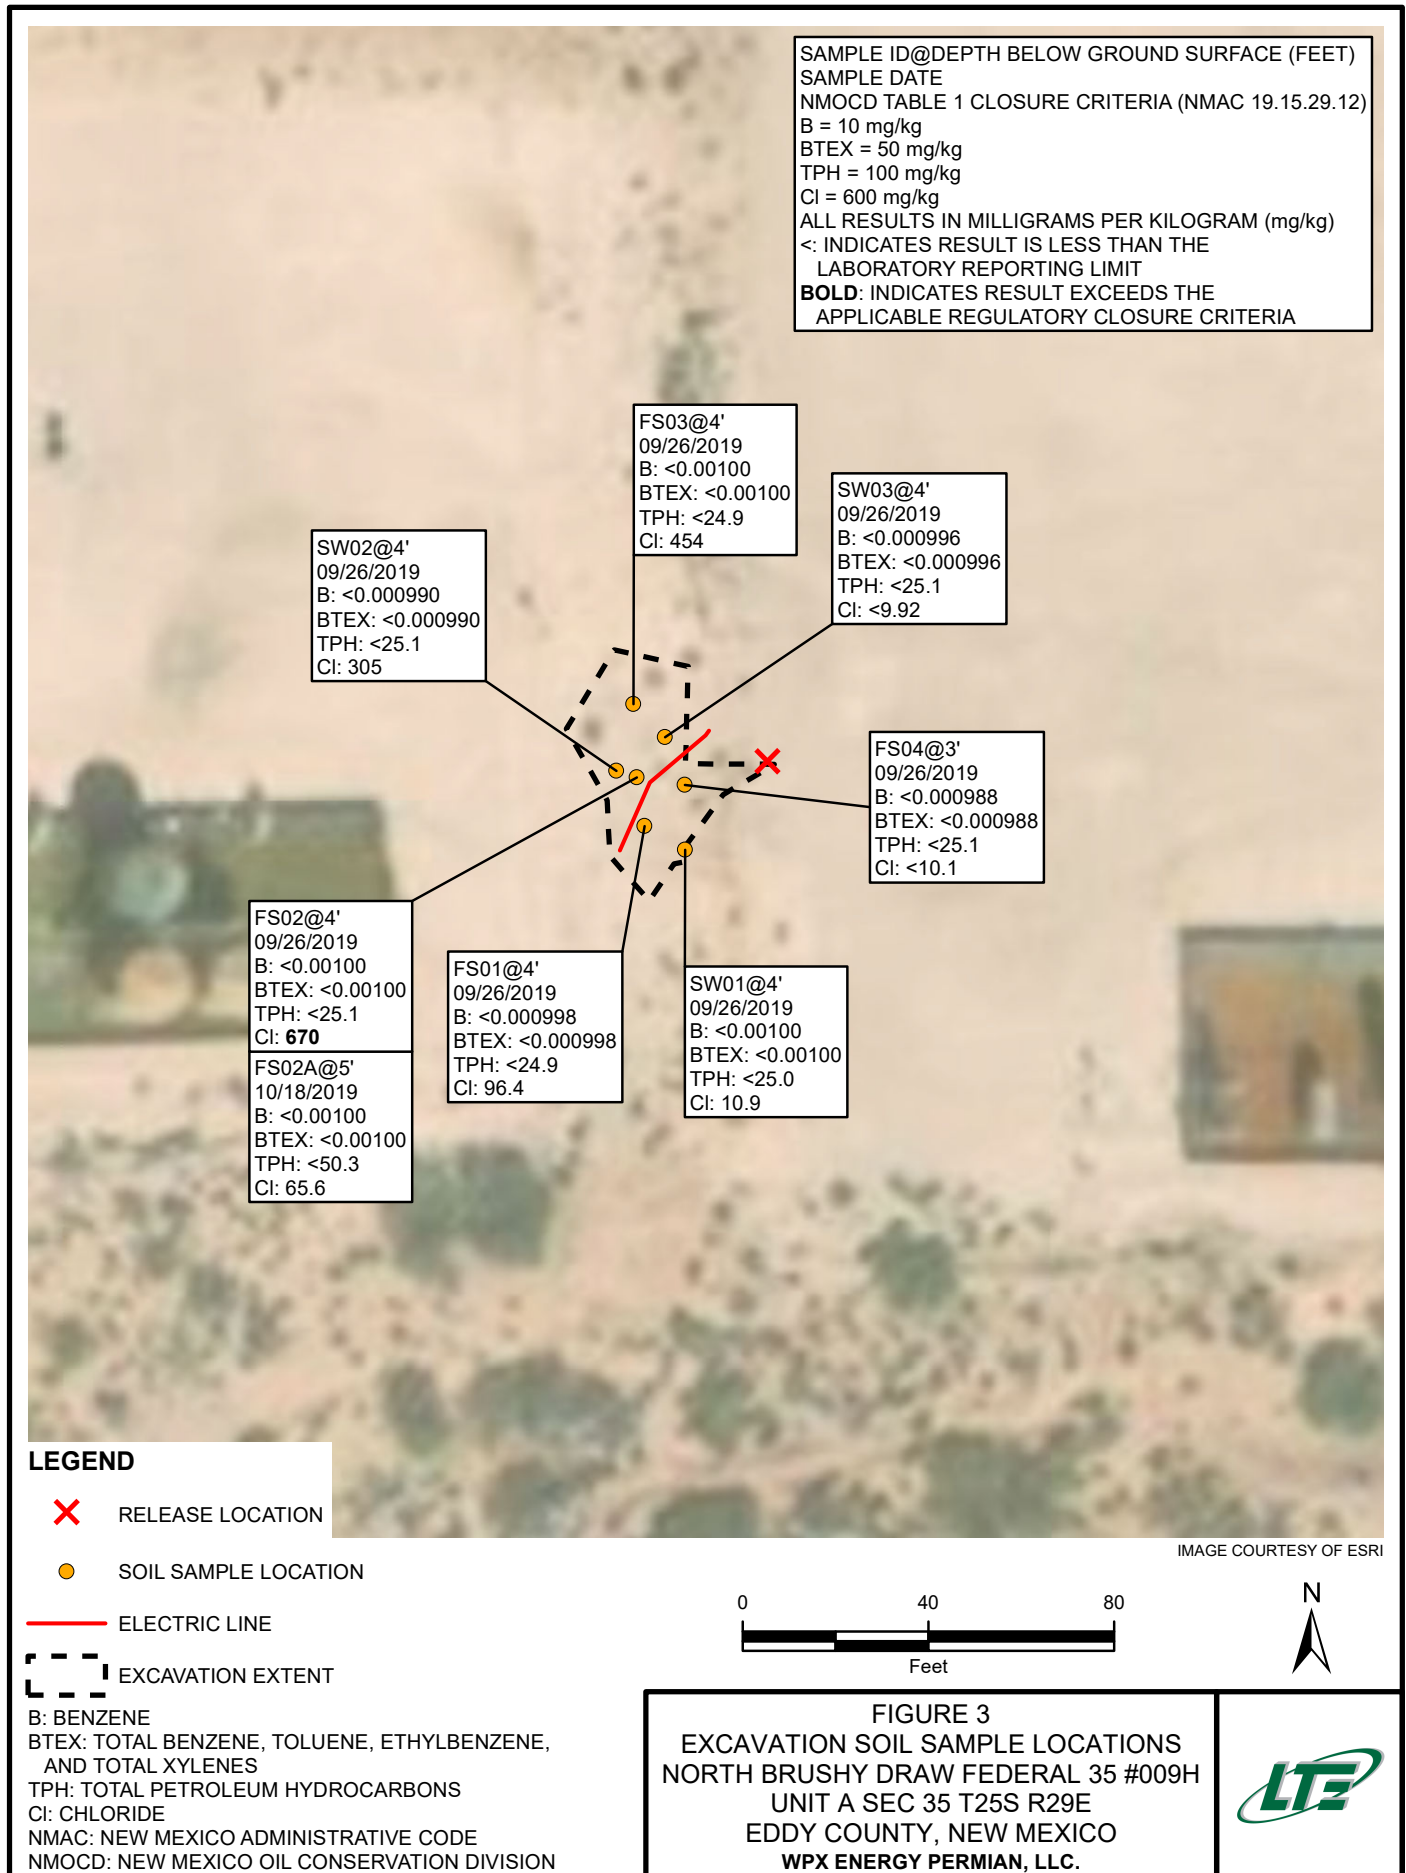 SAMPLE ID@DEPTH BELOW GROUND SURFACE (FEET)
SAMPLE DATE
NMOCD TABLE 1 CLOSURE CRITERIA (NMAC 19.15.29.12)
B = 10 mg/kg
BTEX = 50 mg/kg
TPH = 100 mg/kg
Cl = 600 mg/kg
ALL RESULTS IN MILLIGRAMS PER KILOGRAM (mg/kg)
<: INDICATES RESULT IS LESS THAN THE
LABORATORY REPORTING LIMIT
BOLD: INDICATES RESULT EXCEEDS THE
APPLICABLE REGULATORY CLOSURE CRITERIA
FS03@4'
09/26/2019
B: <0.00100
BTEX: <0.00100
TPH: <24.9
Cl: 454
SW03@4'
09/26/2019
B: <0.000996
BTEX: <0.000996
TPH: <25.1
Cl: <9.92
SW02@4'
09/26/2019
B: <0.000990
BTEX: <0.000990
TPH: <25.1
Cl: 305
FS04@3'
09/26/2019
B: <0.000988
BTEX: <0.000988
TPH: <25.1
Cl: <10.1
FS02@4'
09/26/2019
B: <0.00100
BTEX: <0.00100
TPH: <25.1
Cl: 670
FS02A@5'
10/18/2019
B: <0.00100
BTEX: <0.00100
TPH: <50.3
Cl: 65.6
FS01@4'
09/26/2019
B: <0.000998
BTEX: <0.000998
TPH: <24.9
Cl: 96.4
SW01@4'
09/26/2019
B: <0.00100
BTEX: <0.00100
TPH: <25.0
Cl: 10.9
LEGEND
RELEASE LOCATION
SOIL SAMPLE LOCATION
ELECTRIC LINE
EXCAVATION EXTENT
B: BENZENE
BTEX: TOTAL BENZENE, TOLUENE, ETHYLBENZENE,
AND TOTAL XYLENES
TPH: TOTAL PETROLEUM HYDROCARBONS
Cl: CHLORIDE
NMAC: NEW MEXICO ADMINISTRATIVE CODE
NMOCD: NEW MEXICO OIL CONSERVATION DIVISION
IMAGE COURTESY OF ESRI
0 40 80
Feet
N
FIGURE 3
EXCAVATION SOIL SAMPLE LOCATIONS
NORTH BRUSHY DRAW FEDERAL 35 #009H
UNIT A SEC 35 T25S R29E
EDDY COUNTY, NEW MEXICO
WPX ENERGY PERMIAN, LLC.
LTE